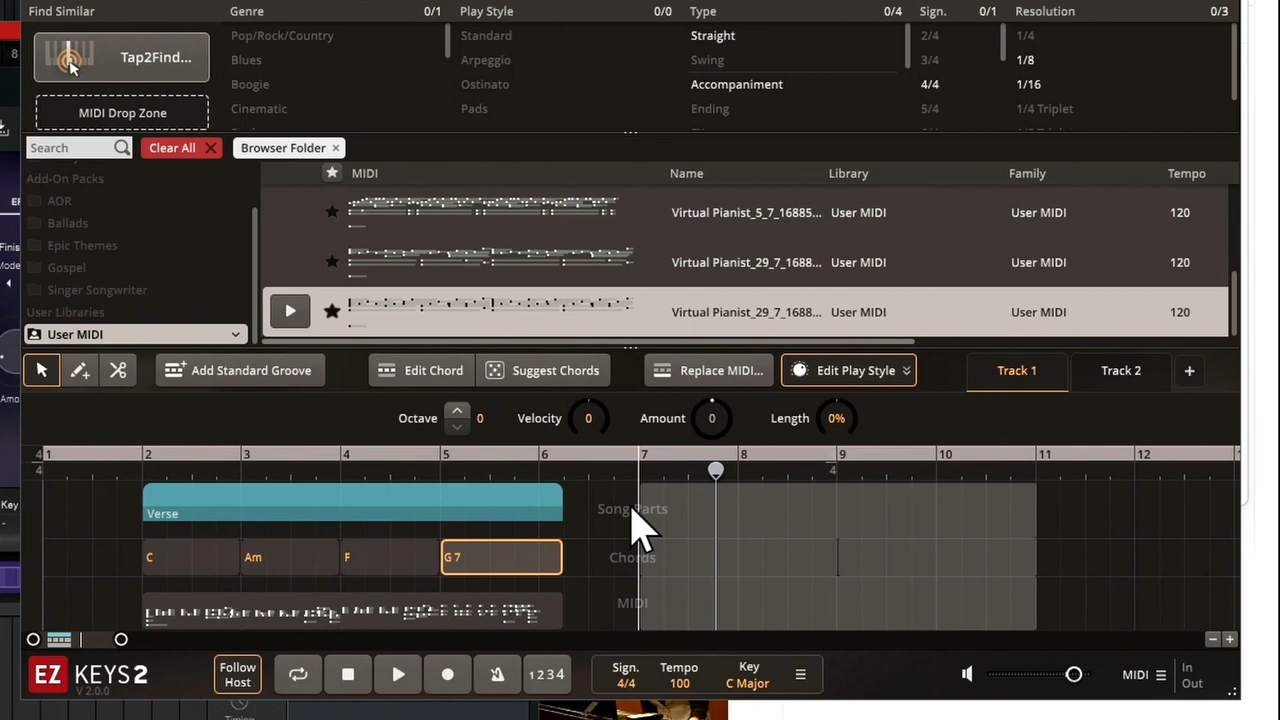 Find Similar Genre 0/1 Play Style 0/0 Type 0/4 Sign. 0/1 Resolution 0/3
Pop/Rock/Country Standard Straight 2/4 1/4
Tap2Find... Blues Arpeggio Swing 3/4 1/8
Boogie Ostinato Accompaniment 4/4 1/16
MIDI Drop Zone Cinematic Pads Ending 5/4 1/4 Triplet
Search Clear All Browser Folder ×
MIDI Name Library Family Tempo
Add-On Packs
AOR
Ballads
Epic Themes
Gospel
Singer Songwriter
User Libraries
User MIDI
Virtual Pianist_5_7_16885... User MIDI User MIDI 120
Virtual Pianist_29_7_1688... User MIDI User MIDI 120
Virtual Pianist_29_7_1688... User MIDI User MIDI 120
Add Standard Groove Edit Chord Suggest Chords Replace MIDI... Edit Play Style Track 1 Track 2 +
Octave 0 Velocity 0 Amount 0 Length 0%
4 1 2 3 4 5 6 7 8 9 10 11 12
4 4
Verse Song Parts
C Am F G 7 Chords
MIDI
EZ KEYS 2
V 2.0.0
Follow
Host
1 2 3 4
Sign. Tempo Key
4/4 100 C Major
MIDI In
Out
Key